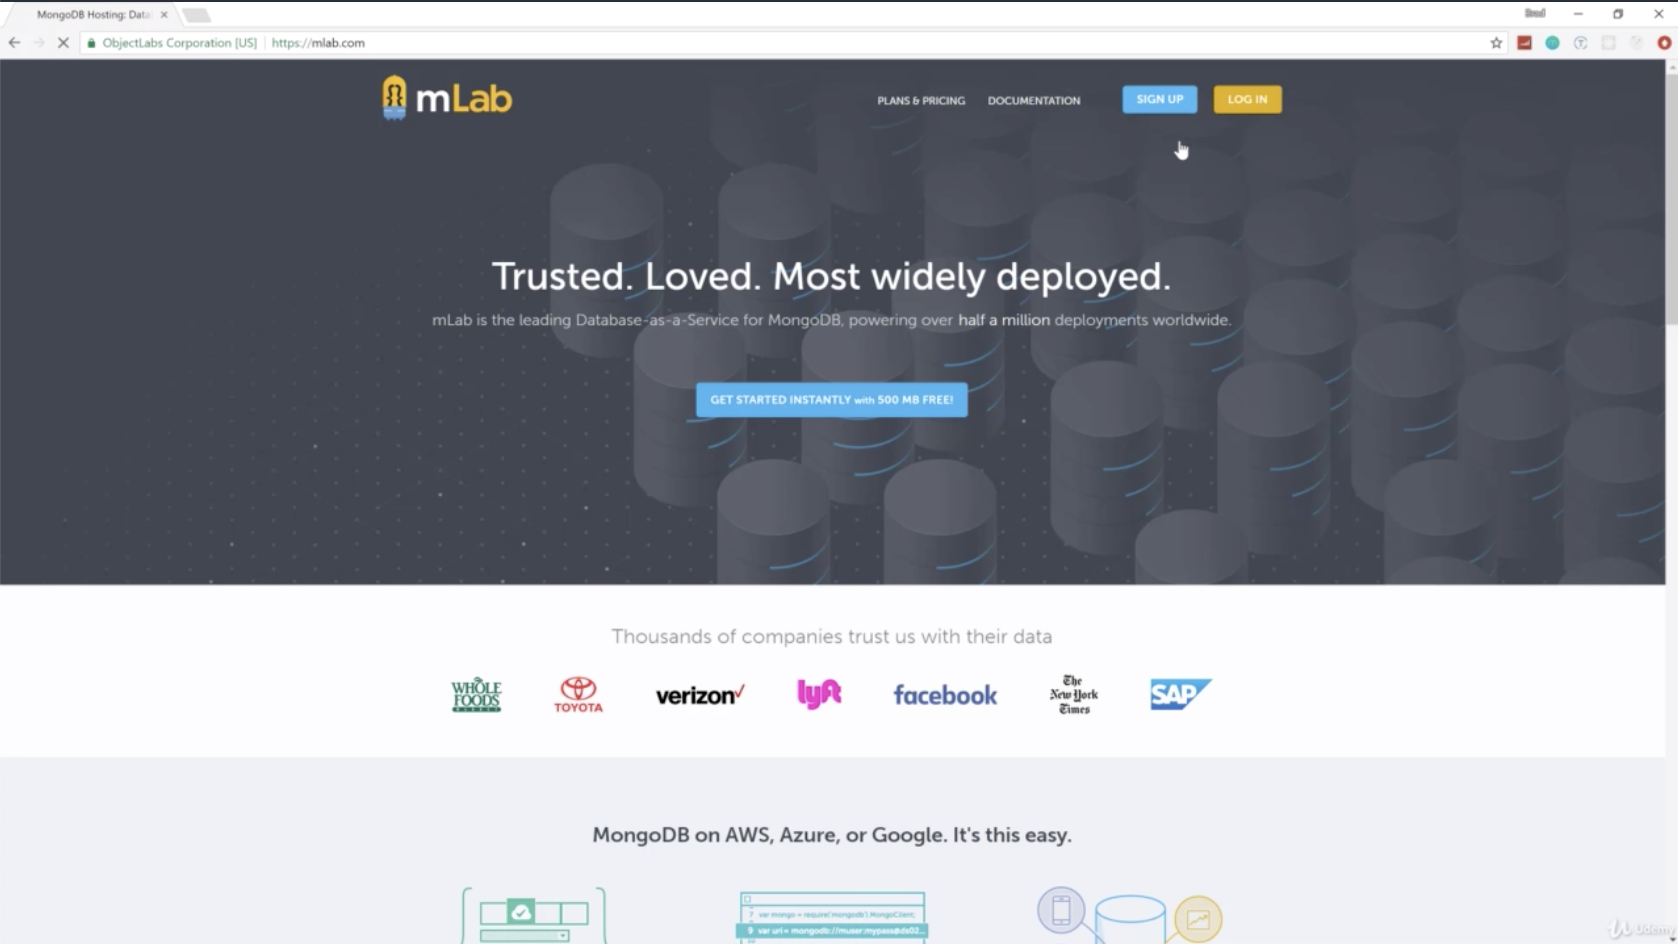 MongoDB Hosting: Data
Brad
ObjectLabs Corporation [US]
https://mlab.com
mLab
PLANS & PRICING
DOCUMENTATION
SIGN UP
LOG IN
Trusted. Loved. Most widely deployed.
mLab is the leading Database-as-a-Service for MongoDB, powering over half a million deployments worldwide.
GET STARTED INSTANTLY with 500 MB FREE!
Thousands of companies trust us with their data
WHOLE
FOODS
MARKET
TOYOTA
verizon
lyft
facebook
The
New York
Times
SAP
MongoDB on AWS, Azure, or Google. It's this easy.
7 var mongo = require('mongodb').MongoClient;
9 var uri = mongodb://muser:mypass@ds02...
Udemy